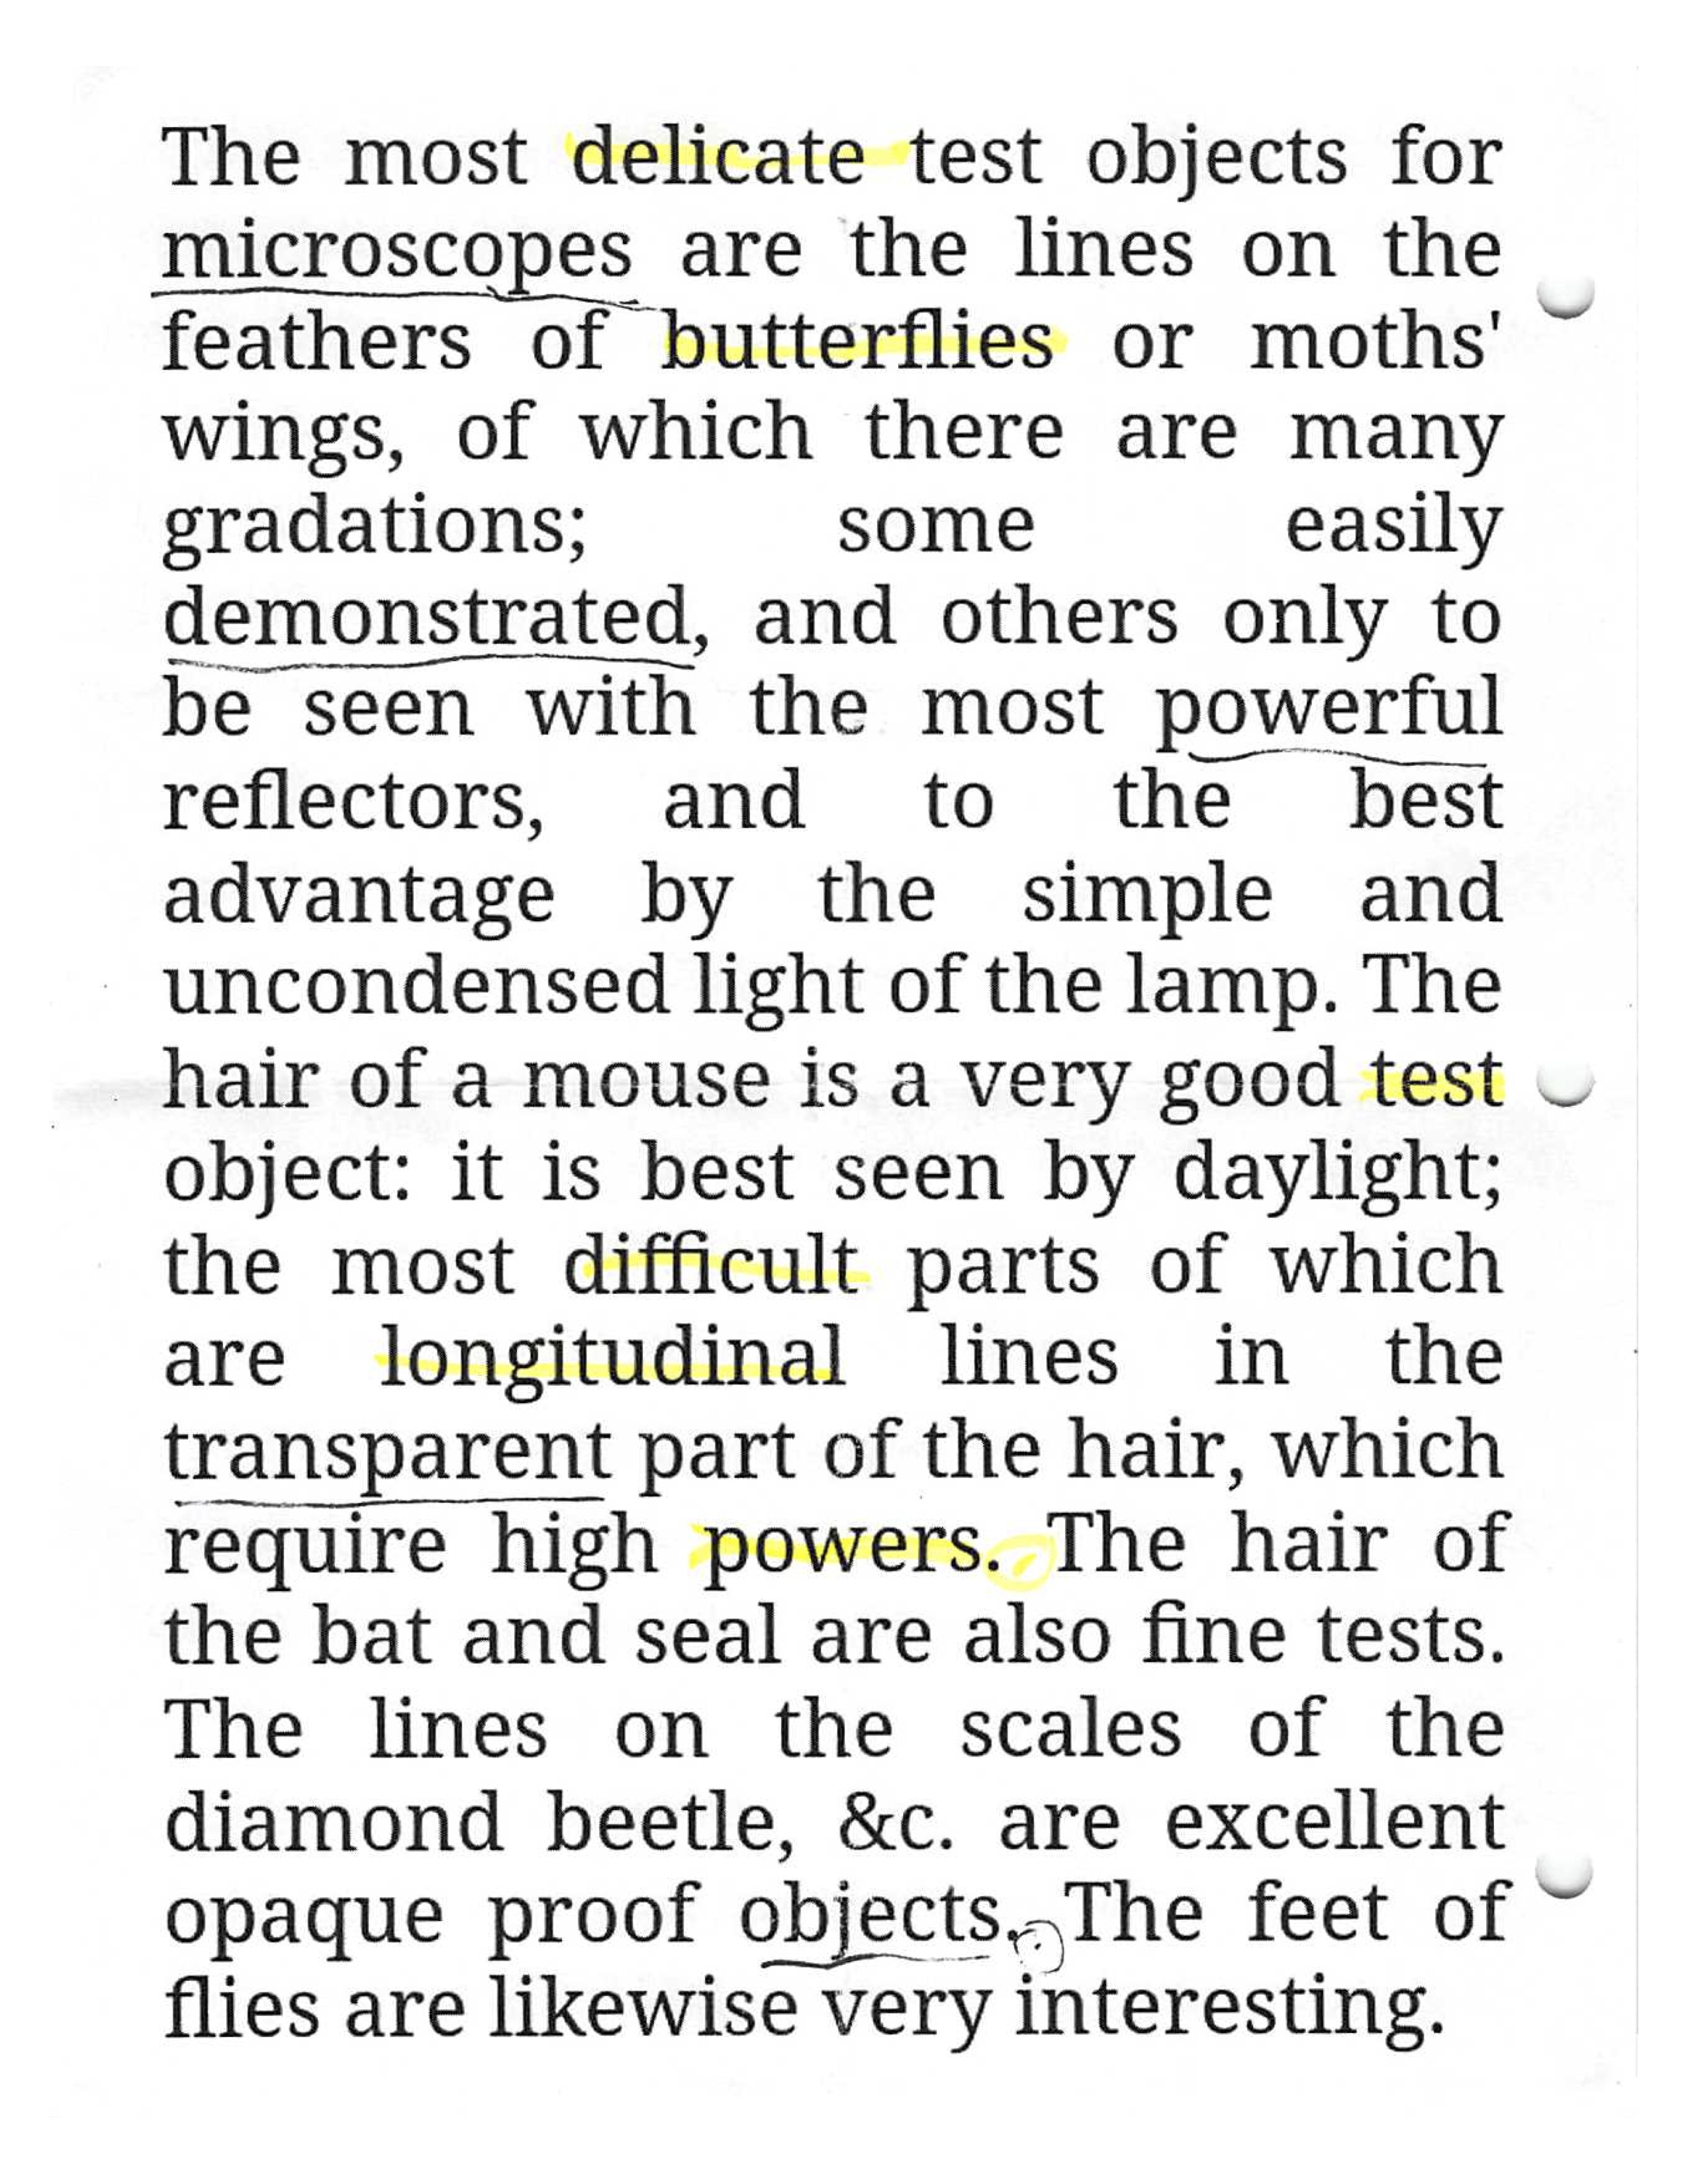 The most delicate test objects for
microscopes are the lines on the
feathers of butterflies or moths'
wings, of which there are many
gradations; some easily
demonstrated, and others only to
be seen with the most powerful
reflectors, and to the best
advantage by the simple and
uncondensed light of the lamp. The
hair of a mouse is a very good test
object: it is best seen by daylight;
the most difficult parts of which
are longitudinal lines in the
transparent part of the hair, which
require high powers. The hair of
the bat and seal are also fine tests.
The lines on the scales of the
diamond beetle, &c. are excellent
opaque proof objects. The feet of
flies are likewise very interesting.